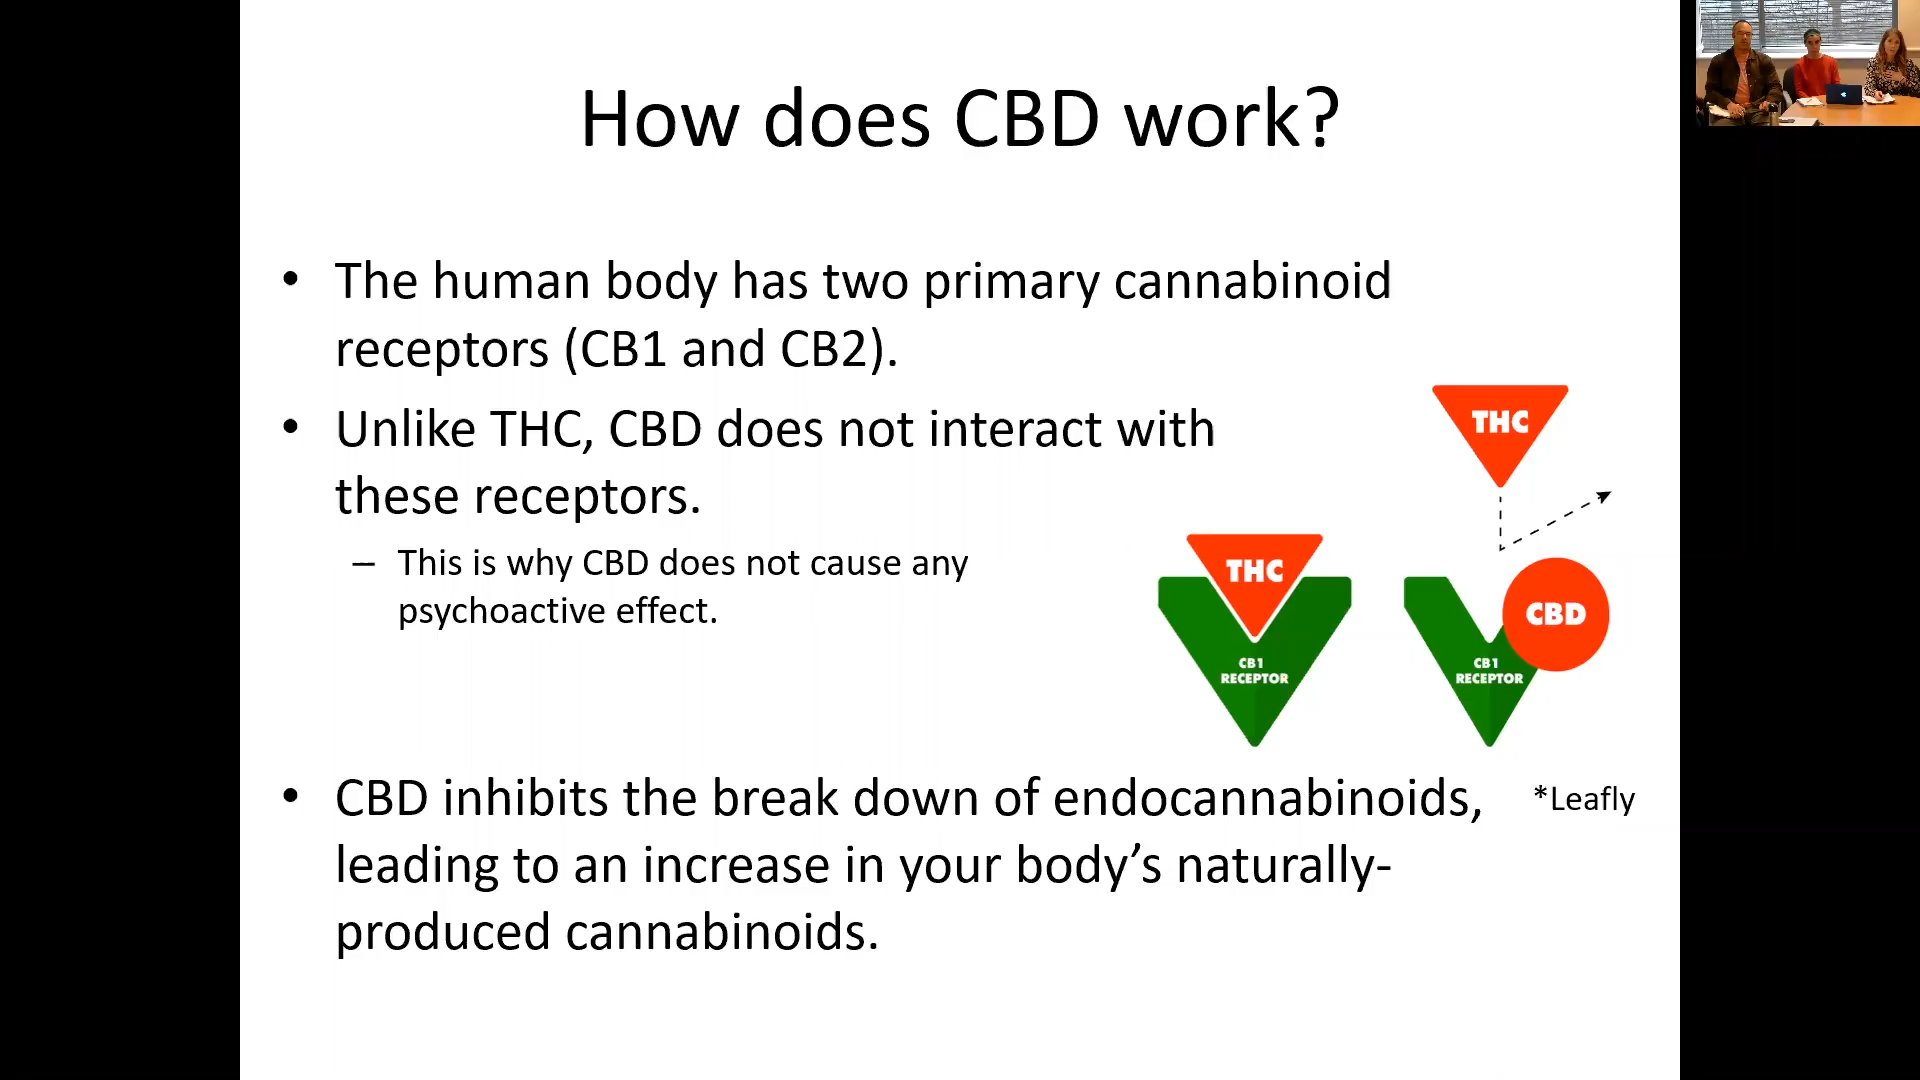 How does CBD work?
• The human body has two primary cannabinoid
receptors (CB1 and CB2).
• Unlike THC, CBD does not interact with
these receptors.
– This is why CBD does not cause any
psychoactive effect.
THC
THC
CBD
CB1
RECEPTOR
CB1
RECEPTOR
• CBD inhibits the break down of endocannabinoids,
leading to an increase in your body’s naturally-
produced cannabinoids.
*Leafly